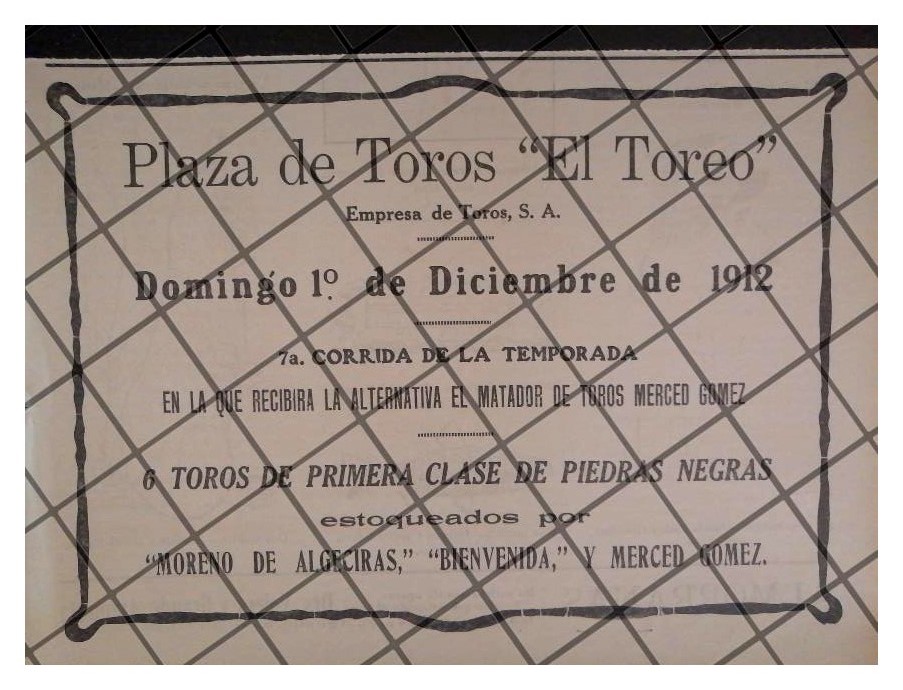 Plaza de Toros “El Toreo”
Empresa de Toros, S. A.
Domingo 1º. de Diciembre de 1912
7a. CORRIDA DE LA TEMPORADA
EN LA QUE RECIBIRA LA ALTERNATIVA EL MATADOR DE TOROS MERCED GOMEZ
6 TOROS DE PRIMERA CLASE DE PIEDRAS NEGRAS
estoqueados por
“MORENO DE ALGECIRAS,” “BIENVENIDA,” Y MERCED GOMEZ.